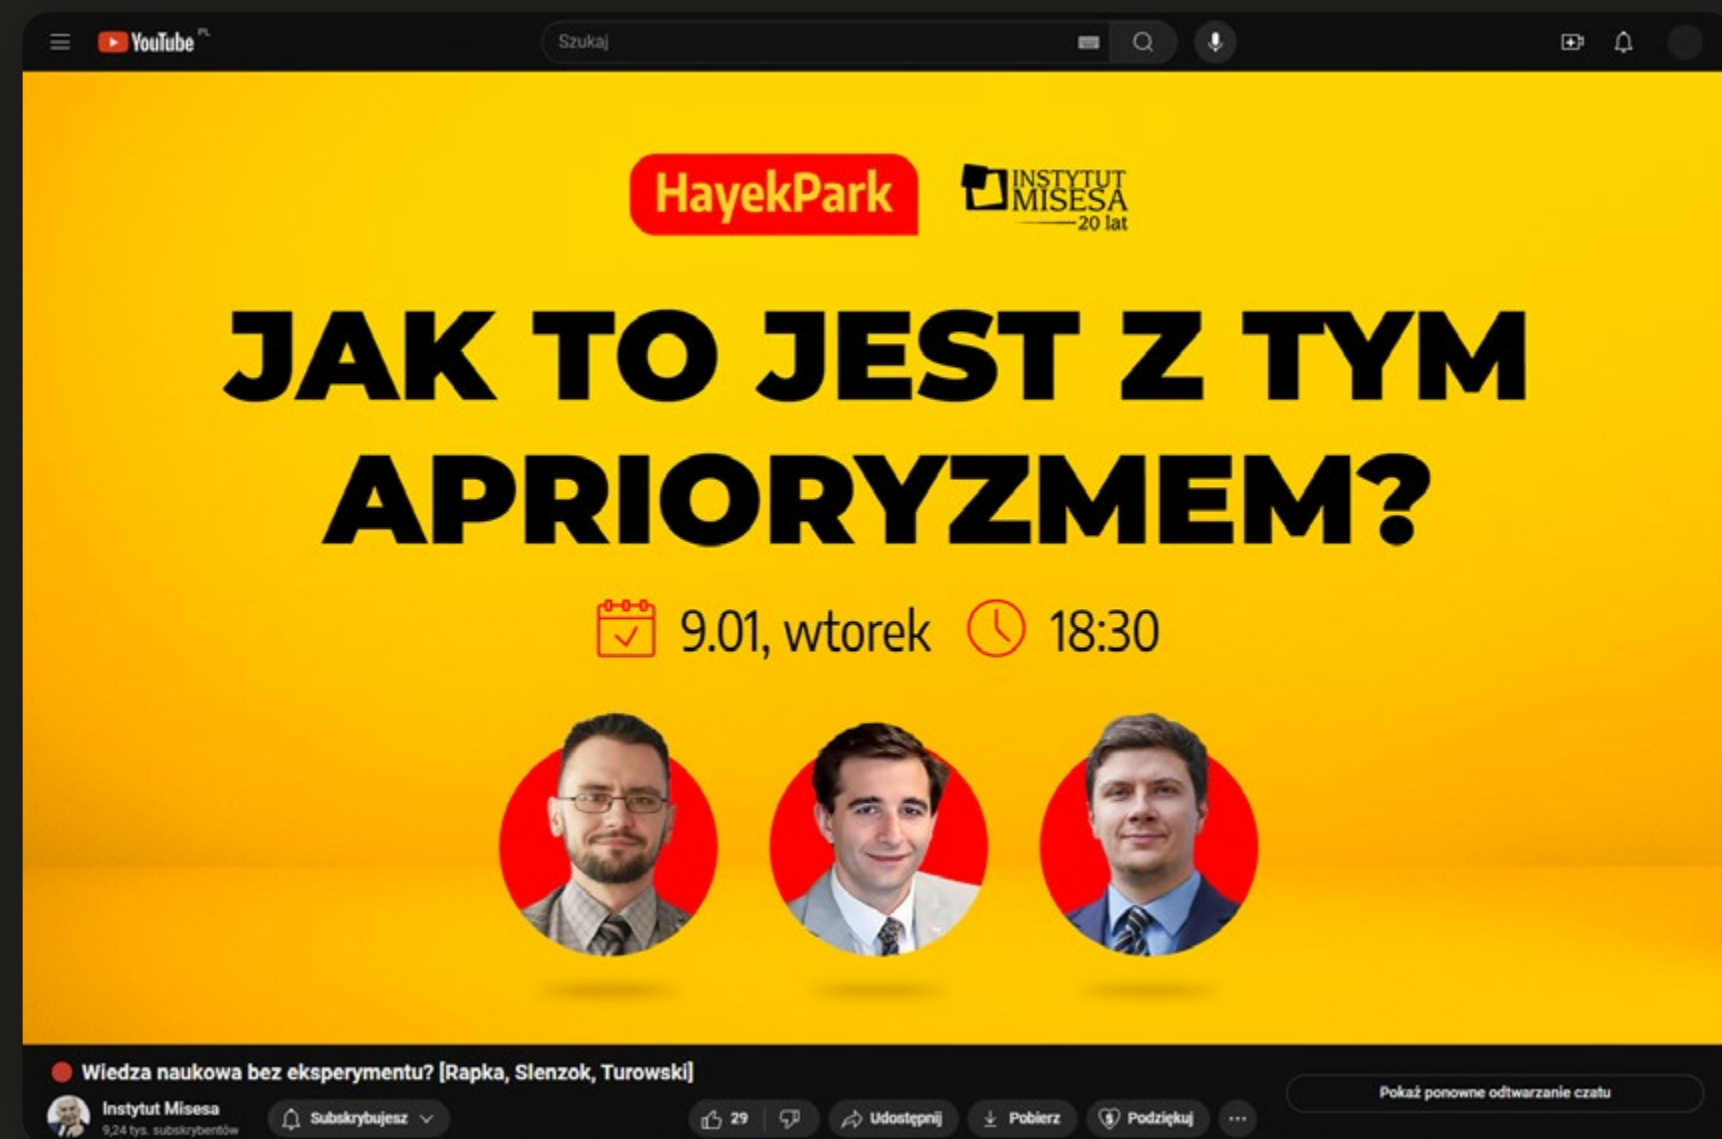 YouTube PL
Szukaj
HayekPark
INSTYTUT
MISESA
20 lat
JAK TO JEST Z TYM
APRIORYZMEM?
9.01, wtorek 18:30
Wiedza naukowa bez eksperymentu? [Rapka, Slenzok, Turowski]
Instytut Misesa
9,24 tys. subskrybentów
Subskrybujesz
29
Udostępnij
Pobierz
Podziękuj
Pokaż ponowne odtwarzanie czatu